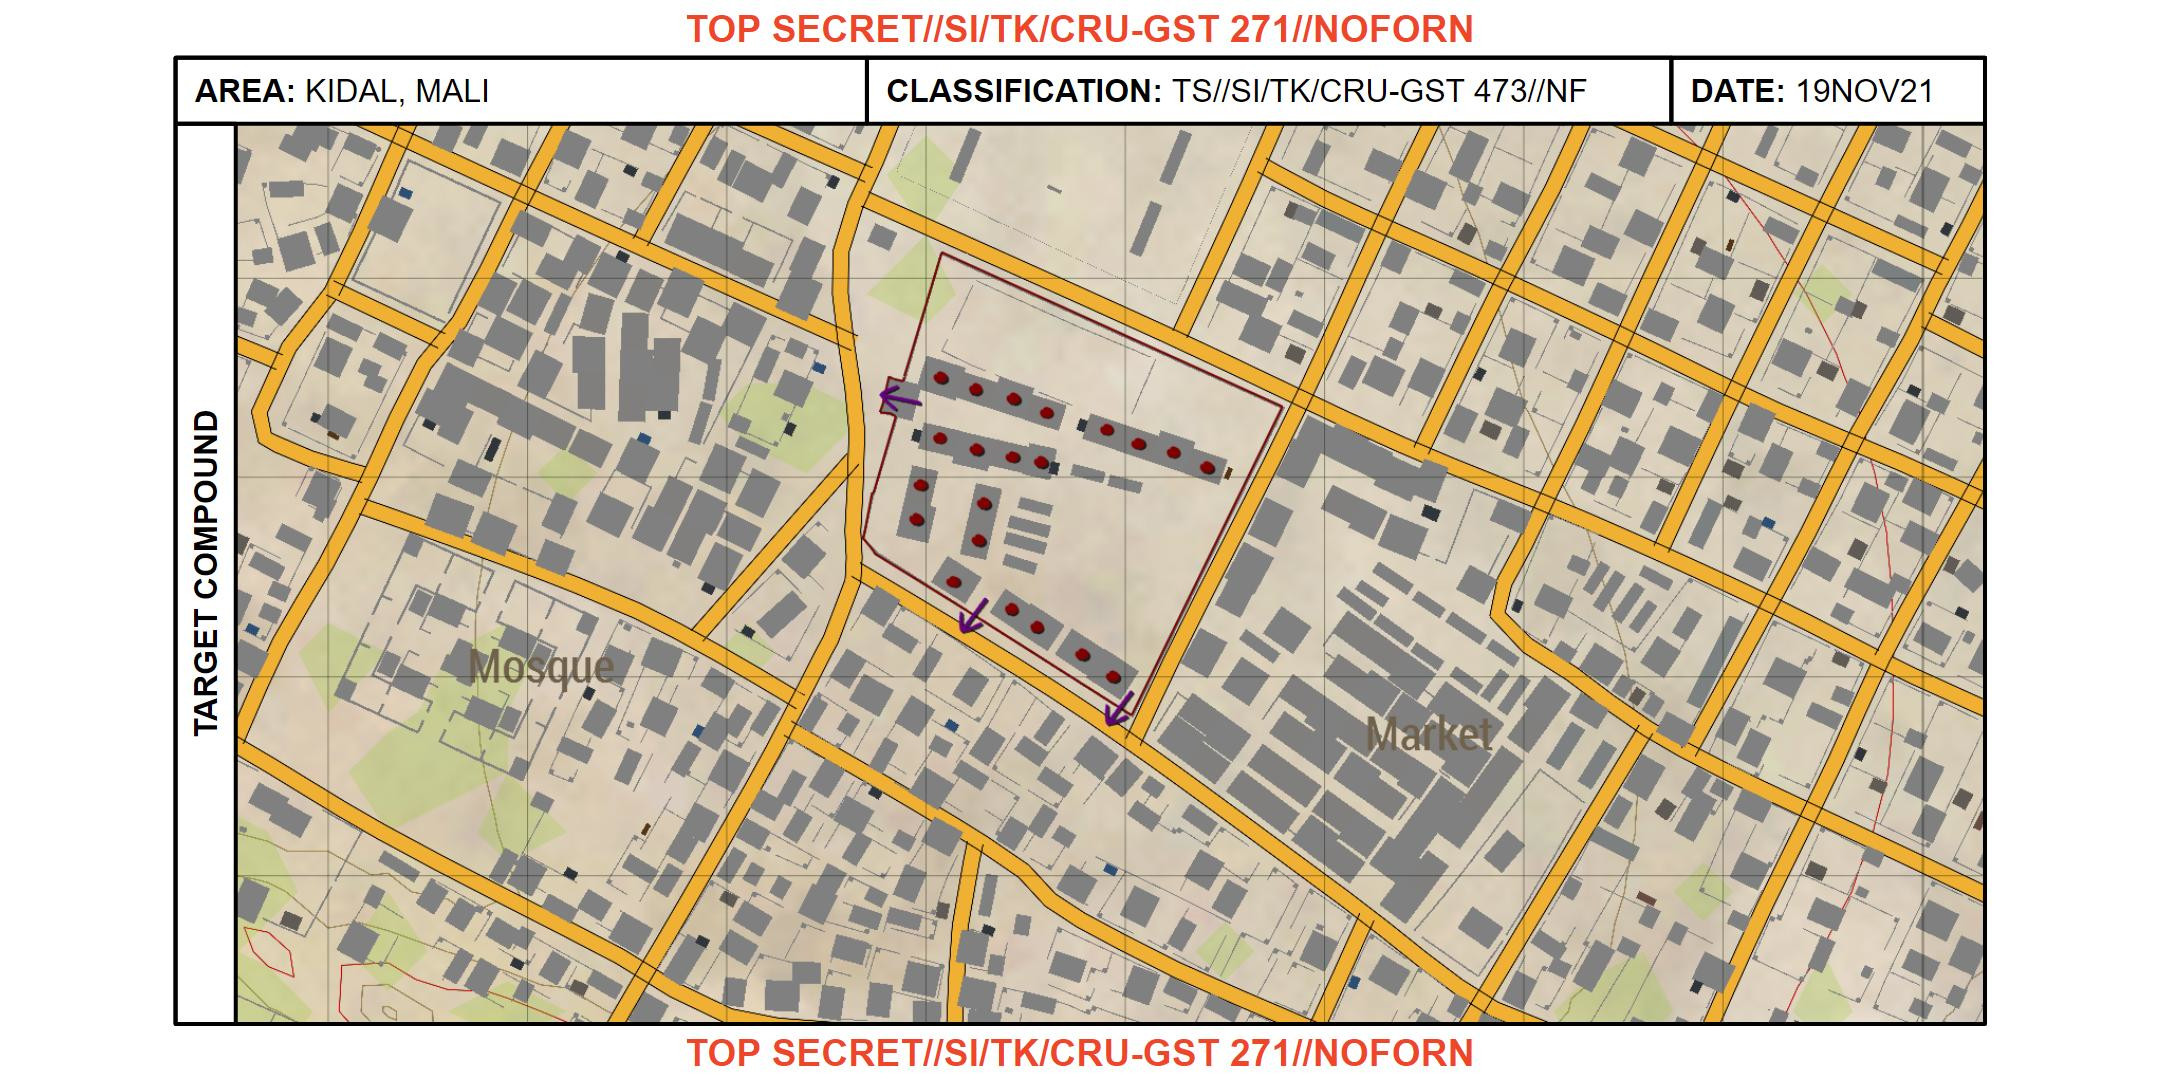 TOP SECRET//SI/TK/CRU-GST 271//NOFORN
AREA: KIDAL, MALI
CLASSIFICATION: TS//SI/TK/CRU-GST 473//NF
DATE: 19NOV21
TARGET COMPOUND
Mosque
Market
TOP SECRET//SI/TK/CRU-GST 271//NOFORN